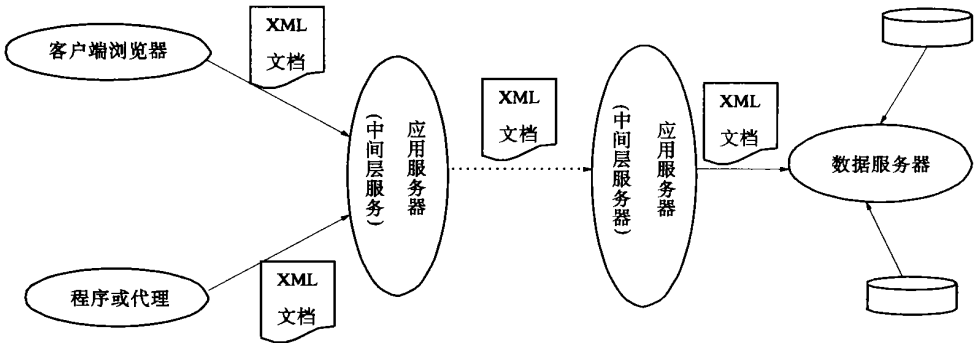 客户端浏览器
XML
文档
程序或代理
XML
文档
应用服务器
(中间层服务)
XML
文档
应用服务器
(中间层服务器)
XML
文档
数据服务器